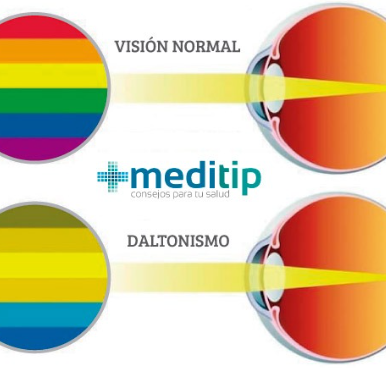 VISIÓN NORMAL
meditip
consejos para tu salud
DALTONISMO